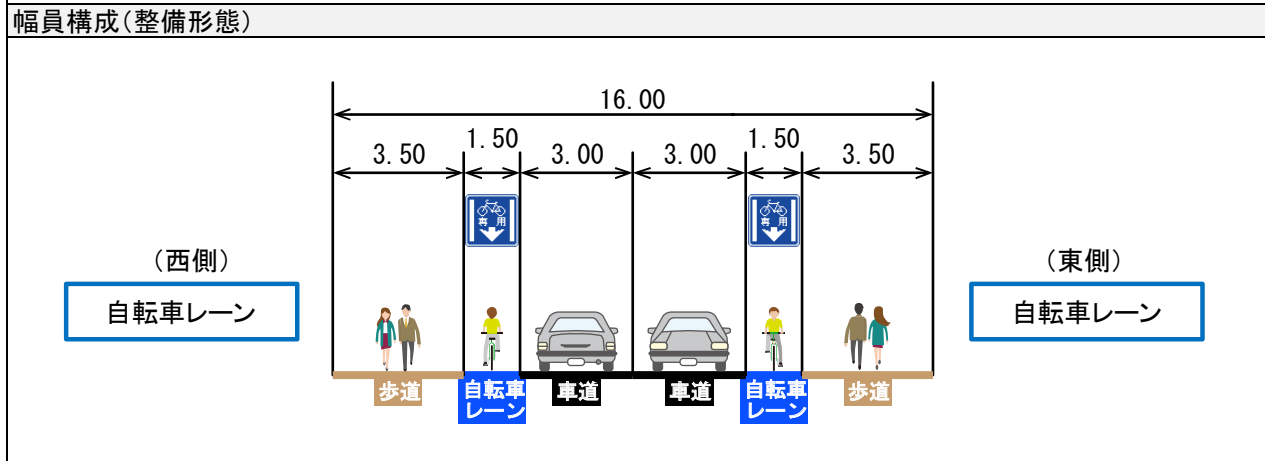 幅員構成(整備形態)
16.00
3.50
1.50
3.00
3.00
1.50
3.50
専用
専用
(西側)
自転車レーン
(東側)
自転車レーン
歩道
自転車
レーン
車道
車道
自転車
レーン
歩道